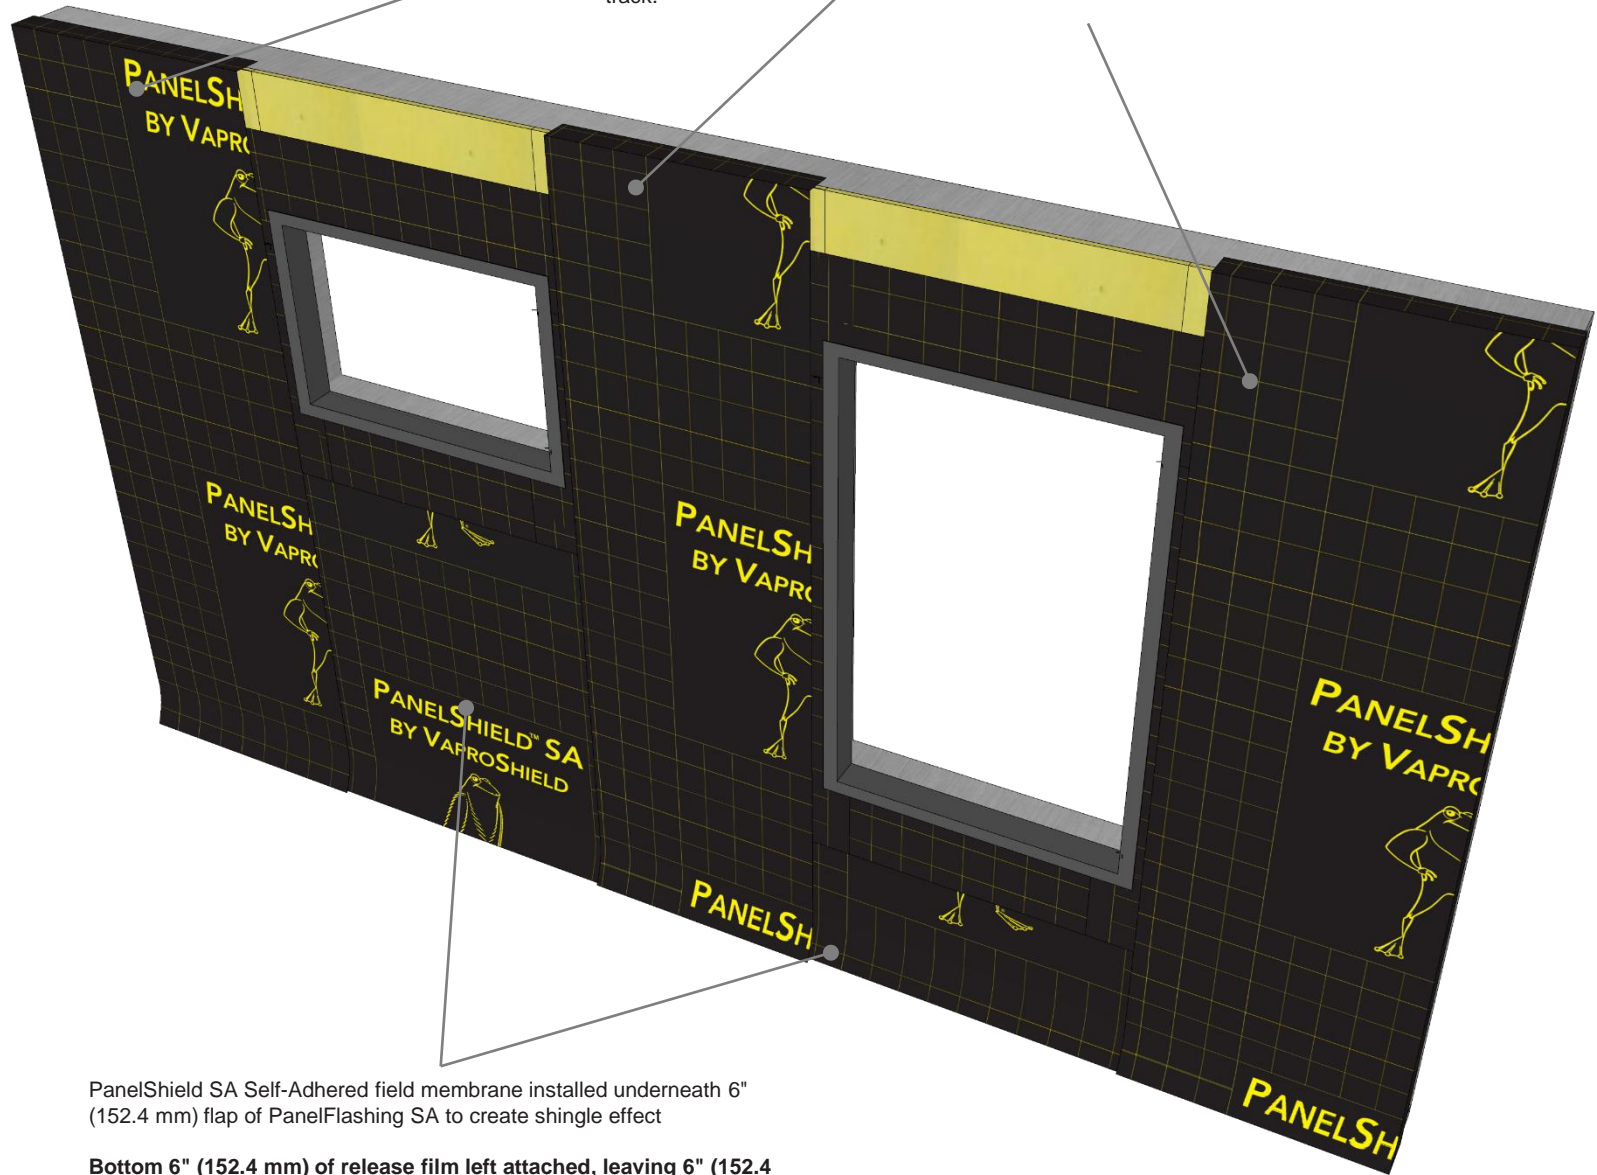 track.
PANELSH
BY VAPRO
PANELSH
BY VAPRO
PANELSH
BY VAPRO
PANELSHIELD™ SA
BY VAPROSHIELD
PANELSH
BY VAPRO
PANELSH
PANELSH
PanelShield SA Self-Adhered field membrane installed underneath 6"
(152.4 mm) flap of PanelFlashing SA to create shingle effect
Bottom 6" (152.4 mm) of release film left attached, leaving 6" (152.4